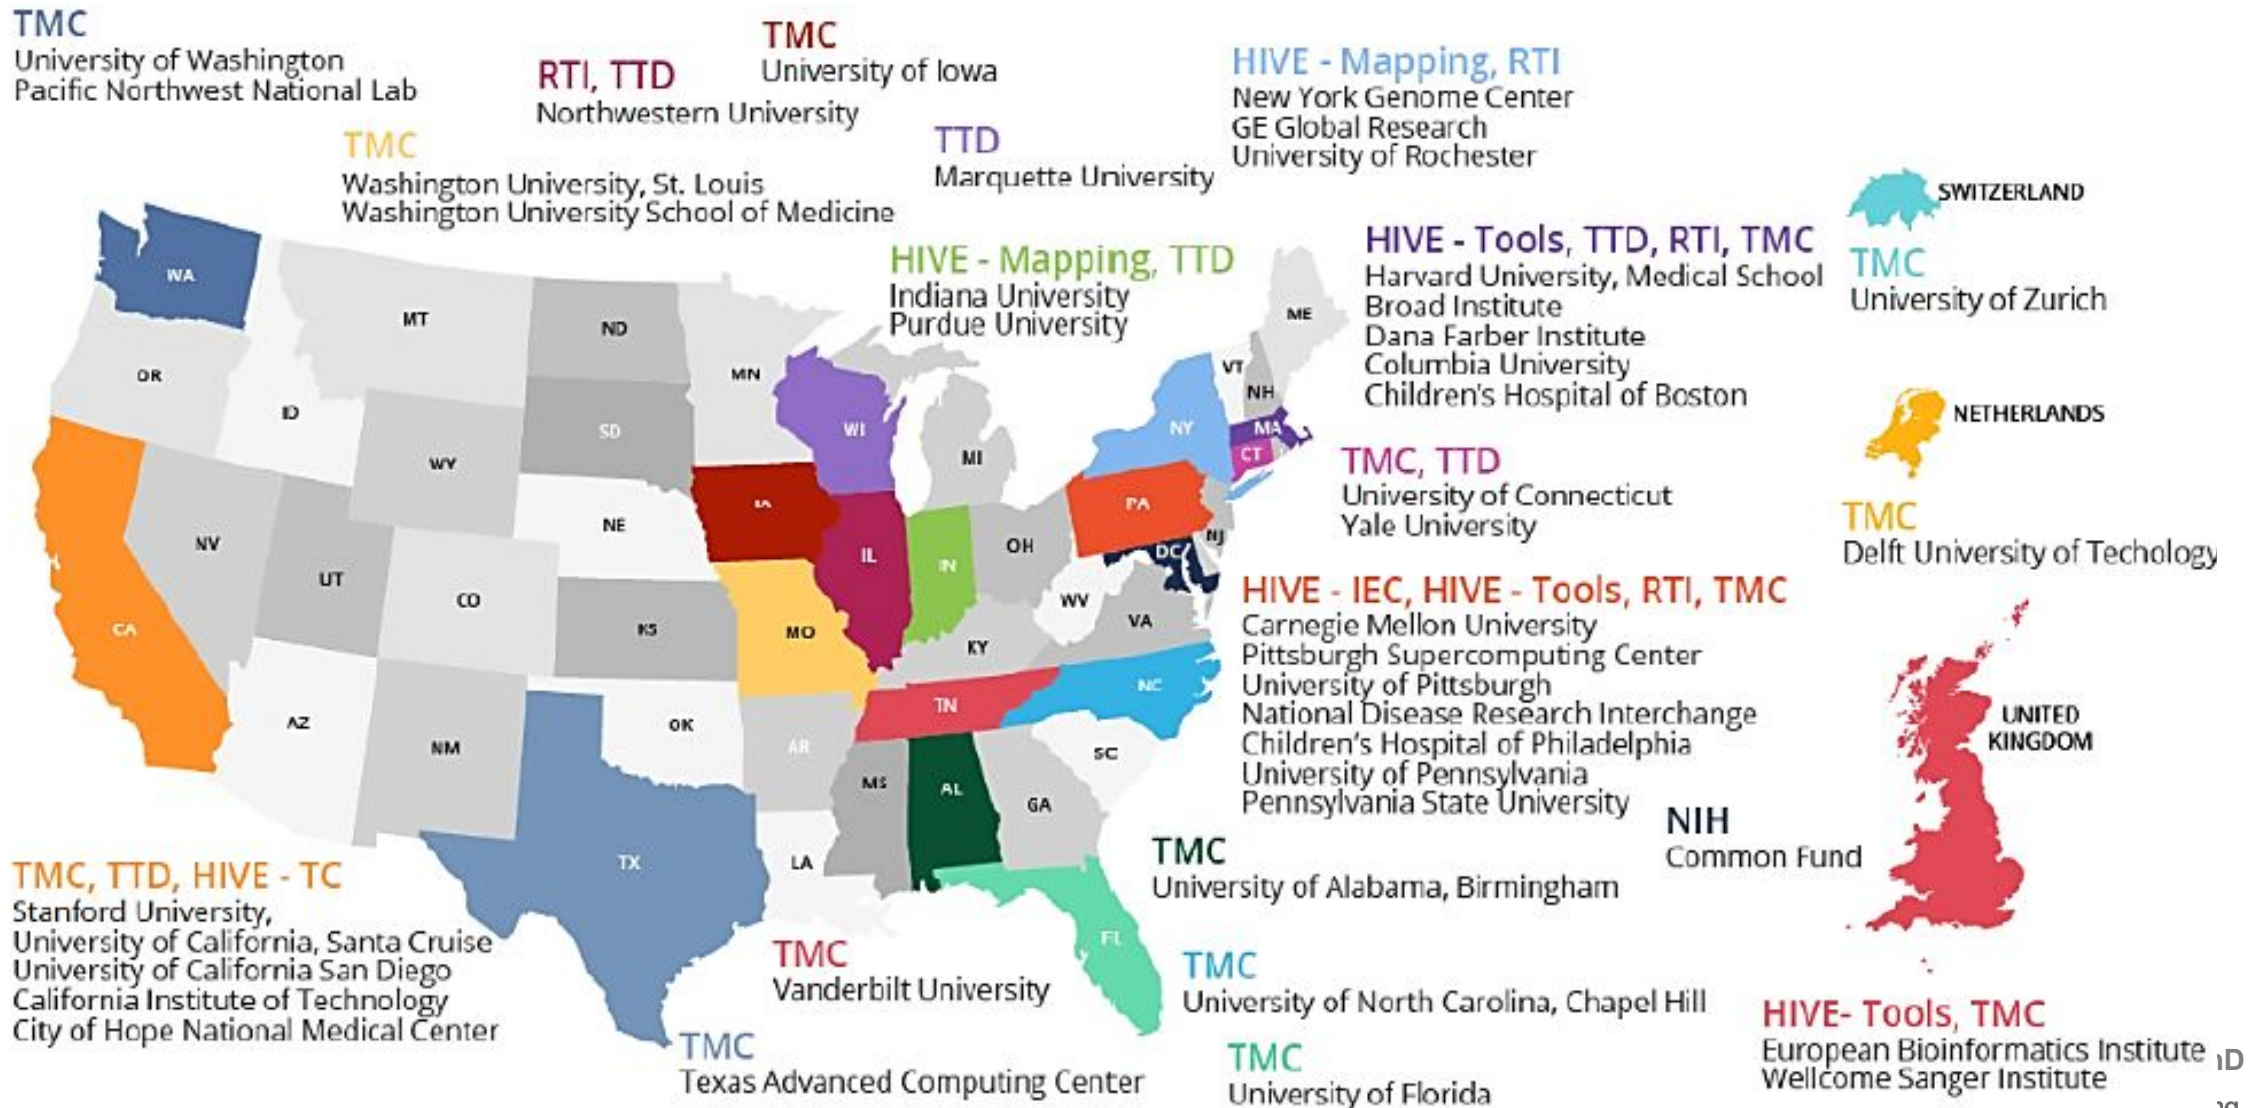 TMC
University of Washington
Pacific Northwest National Lab
RTI, TTD
Northwestern University
TMC
University of Iowa
HIVE - Mapping, RTI
New York Genome Center
GE Global Research
University of Rochester
TMC
Washington University, St. Louis
Washington University School of Medicine
TTD
Marquette University
SWITZERLAND
TMC
University of Zurich
HIVE - Mapping, TTD
Indiana University
Purdue University
HIVE - Tools, TTD, RTI, TMC
Harvard University, Medical School
Broad Institute
Dana Farber Institute
Columbia University
Children's Hospital of Boston
NETHERLANDS
TMC
Delft University of Techology
TMC, TTD
University of Connecticut
Yale University
HIVE - IEC, HIVE - Tools, RTI, TMC
Carnegie Mellon University
Pittsburgh Supercomputing Center
University of Pittsburgh
National Disease Research Interchange
Children's Hospital of Philadelphia
University of Pennsylvania
Pennsylvania State University
UNITED
KINGDOM
NIH
Common Fund
WA
MT
ND
MN
ME
OR
ID
SD
WI
VT
NH
NY
MA
CT
WY
MI
NE
IA
PA
NV
UT
CO
IL
IN
OH
NJ
DC
WV
VA
CA
KS
MO
KY
TN
NC
AZ
NM
OK
AR
SC
MS
AL
GA
TX
LA
FL
TMC
University of Alabama, Birmingham
TMC, TTD, HIVE - TC
Stanford University,
University of California, Santa Cruise
University of California San Diego
California Institute of Technology
City of Hope National Medical Center
TMC
Vanderbilt University
TMC
University of North Carolina, Chapel Hill
HIVE- Tools, TMC
European Bioinformatics Institute
Wellcome Sanger Institute
TMC
Texas Advanced Computing Center
TMC
University of Florida